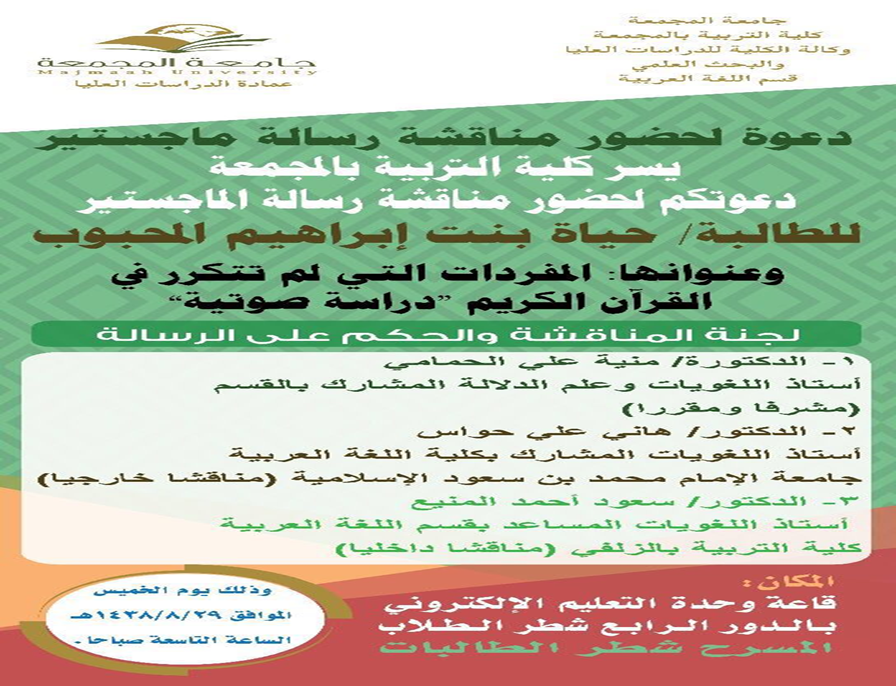 جامعة المجمعة
كلية التربية بالمجمعة
وكالة الكلية للدراسات العليا
والبحث العلمي
قسم اللغة العربية
جامعة المجمعة
Majmaah University
عمادة الدراسات العليا
دعوة لحضور مناقشة رسالة ماجستير
يسر كلية التربية بالمجمعة
دعوتكم لحضور مناقشة رسالة الماجستير
للطالبة/ حياة بنت إبراهيم المحبوب
وعنوانها: المفردات التي لم تتكرر في
القرآن الكريم "دراسة صوتية"
لجنة المناقشة والحكم على الرسالة
١- الدكتورة/ منية علي الحمامي
أستاذ اللغويات وعلم الدلالة المشارك بالقسم
(مشرفا ومقررا)
٢- الدكتور/ هاني علي حواس
أستاذ اللغويات المشارك بكلية اللغة العربية
جامعة الإمام محمد بن سعود الإسلامية (مناقشا خارجيا)
٣- الدكتور/ سعود أحمد المنيع
أستاذ اللغويات المساعد بقسم اللغة العربية
كلية التربية بالزلفي (مناقشا داخليا)
المكان:
قاعة وحدة التعليم الإلكتروني
بالدور الرابع شطر الطلاب
المسرح شطر الطالبات
وذلك يوم الخميس
الموافق ١٤٣٨/٨/٢٩هـ
الساعة التاسعة صباحا.